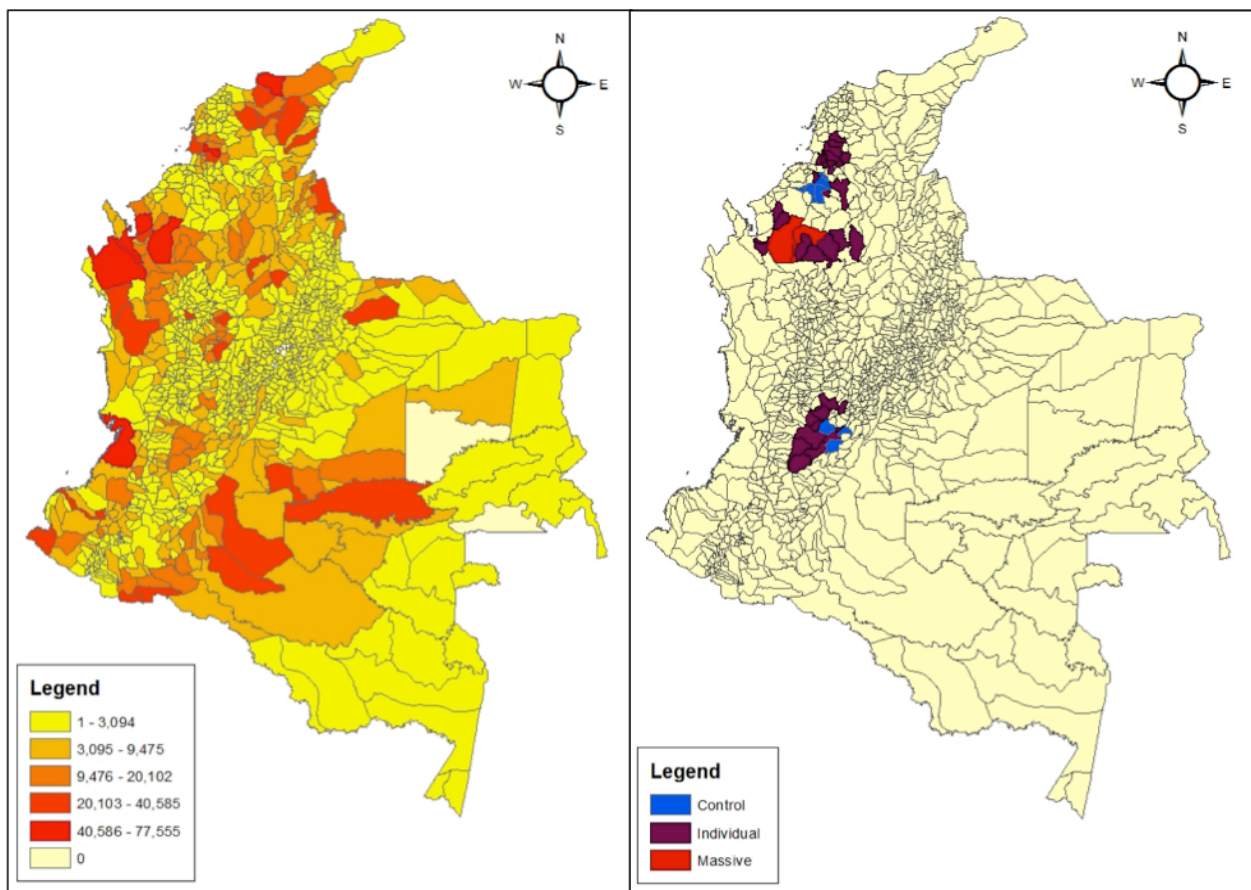 N
W E
S
Legend
1 - 3,094
3,095 - 9,475
9,476 - 20,102
20,103 - 40,585
40,586 - 77,555
0
N
W E
S
Legend
Control
Individual
Massive